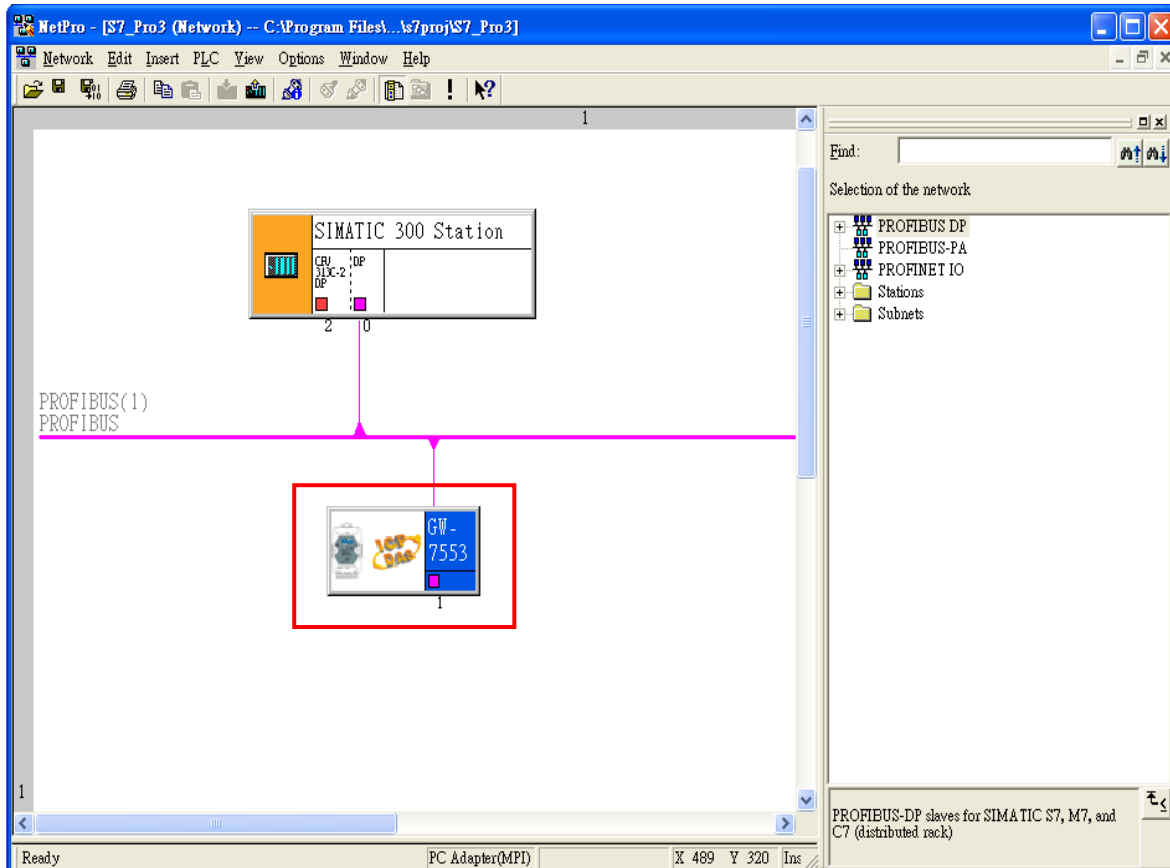 NetPro - [S7_Pro3 (Network) -- C:\Program Files\...\s7proj\S7_Pro3]
Network Edit Insert PLC View Options Window Help
1
SIMATIC 300 Station
CPU
313C-2
DP
DP
2 0
PROFIBUS(1)
PROFIBUS
ICP
DAS
GW-
7553
1
1
Find:
Selection of the network
PROFIBUS DP
PROFIBUS-PA
PROFINET IO
Stations
Subnets
PROFIBUS-DP slaves for SIMATIC S7, M7, and
C7 (distributed rack)
Ready PC Adapter(MPI) X 489 Y 320 Ins